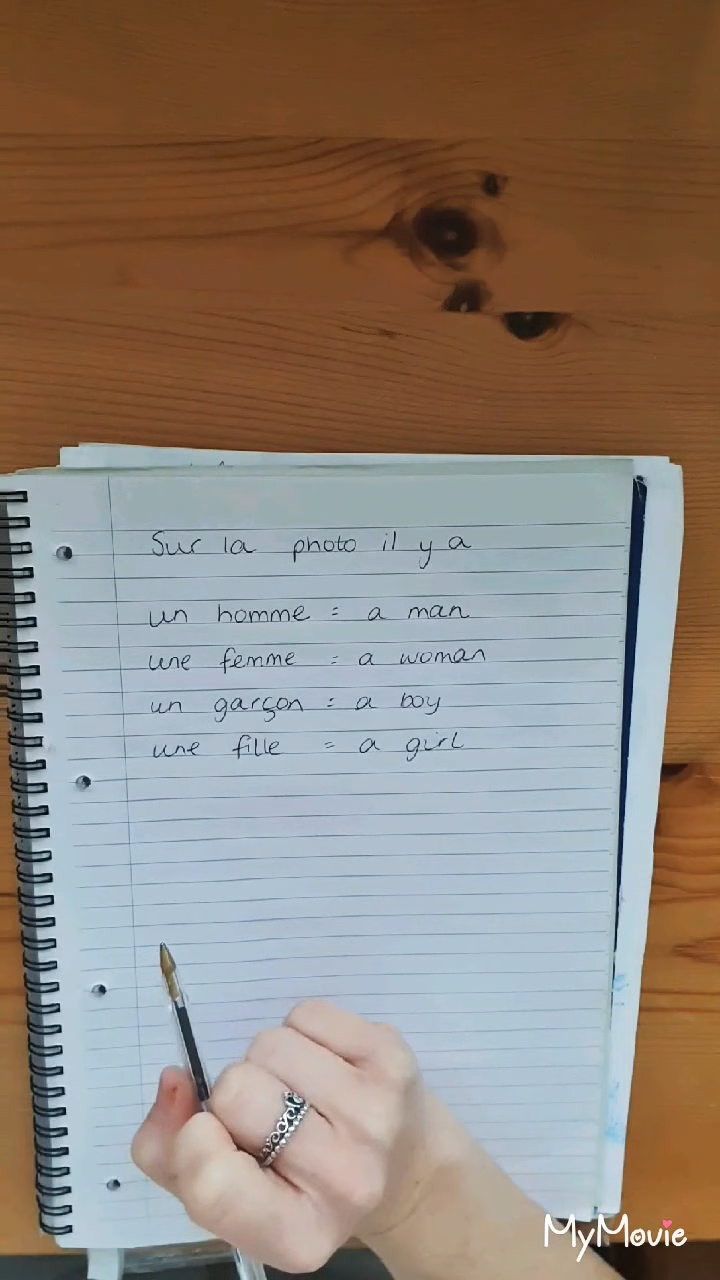 Sur la photo il y a
un homme = a man
une femme = a woman
un garçon = a boy
une fille = a girl
MyMovie